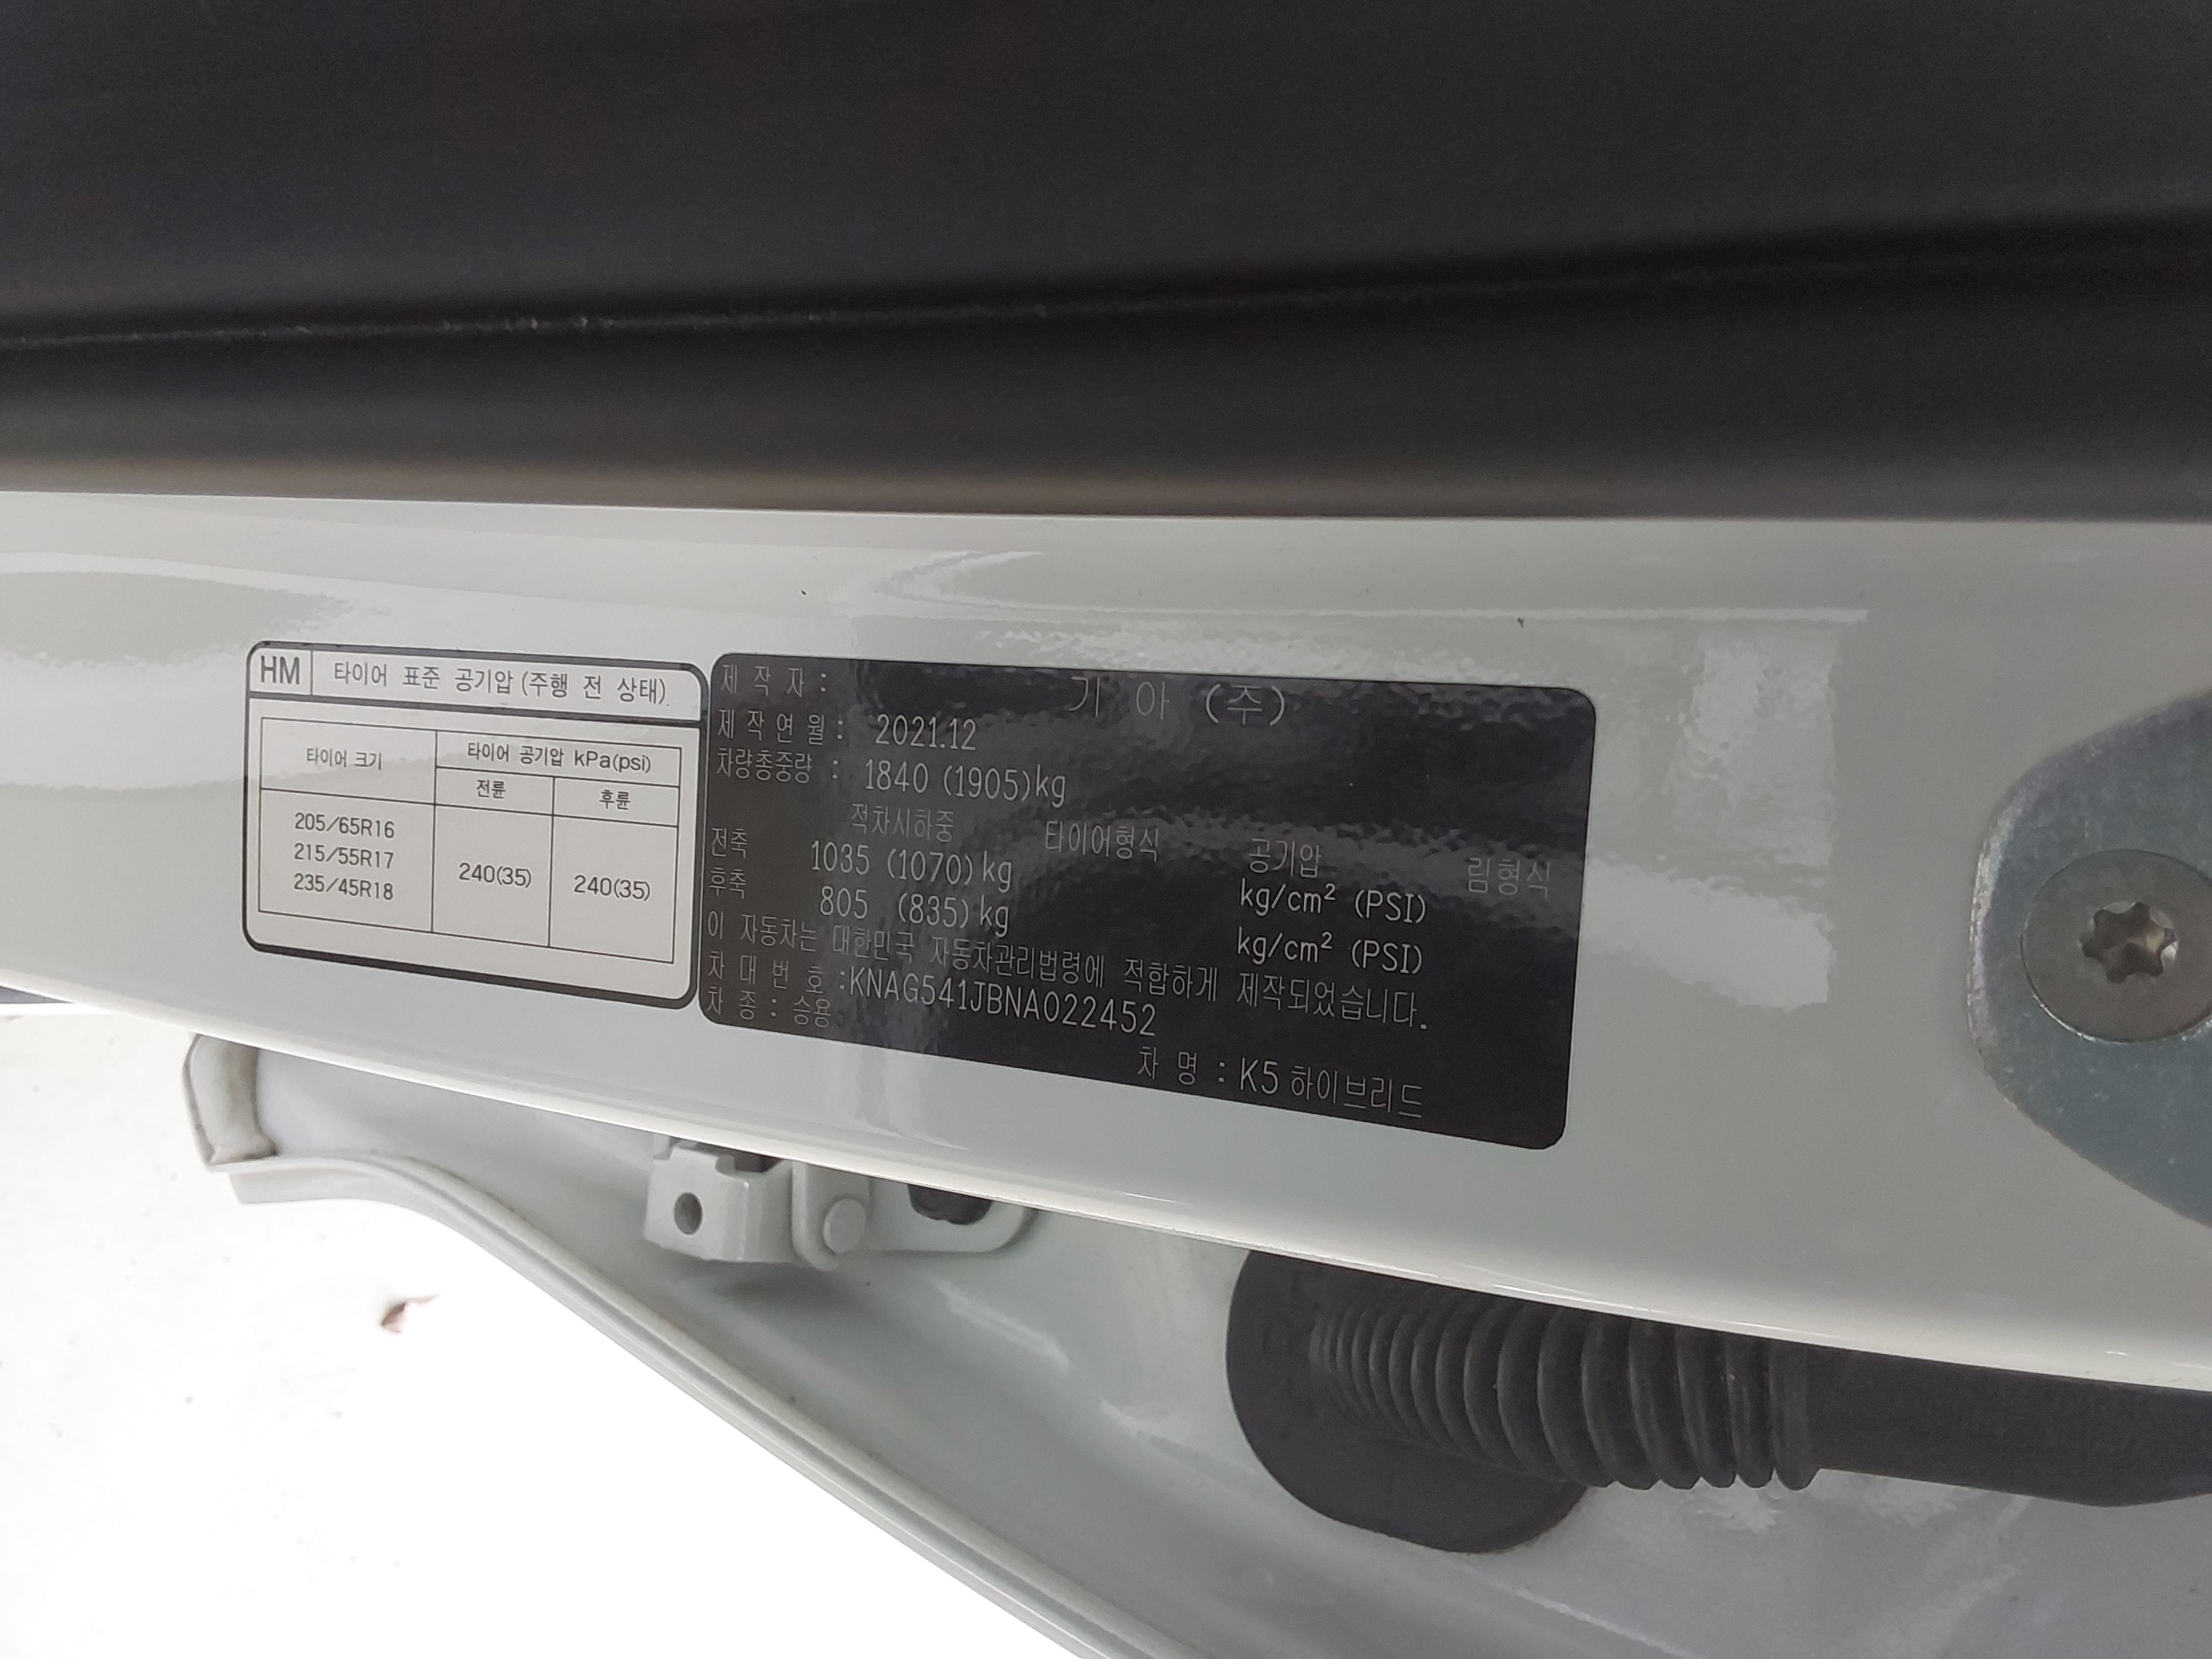 HM 타이어 표준 공기압 (주행 전 상태)
타이어 크기 타이어 공기압 kPa(psi)
전륜 후륜
205/65R16
215/55R17
235/45R18
240(35) 240(35)
제 작 자 : 기 아 (주)
제 작 연 월 : 2021.12
차량총중량 : 1840 (1905)kg
적차시하중 타이어형식 공기압 림형식
전축 1035 (1070) kg kg/cm² (PSI)
후축 805 (835) kg kg/cm² (PSI)
이 자동차는 대한민국 자동차관리법령에 적합하게 제작되었습니다.
차 대 번 호 :KNAG541JBNA022452
차 종 : 승용 차 명 : K5 하이브리드